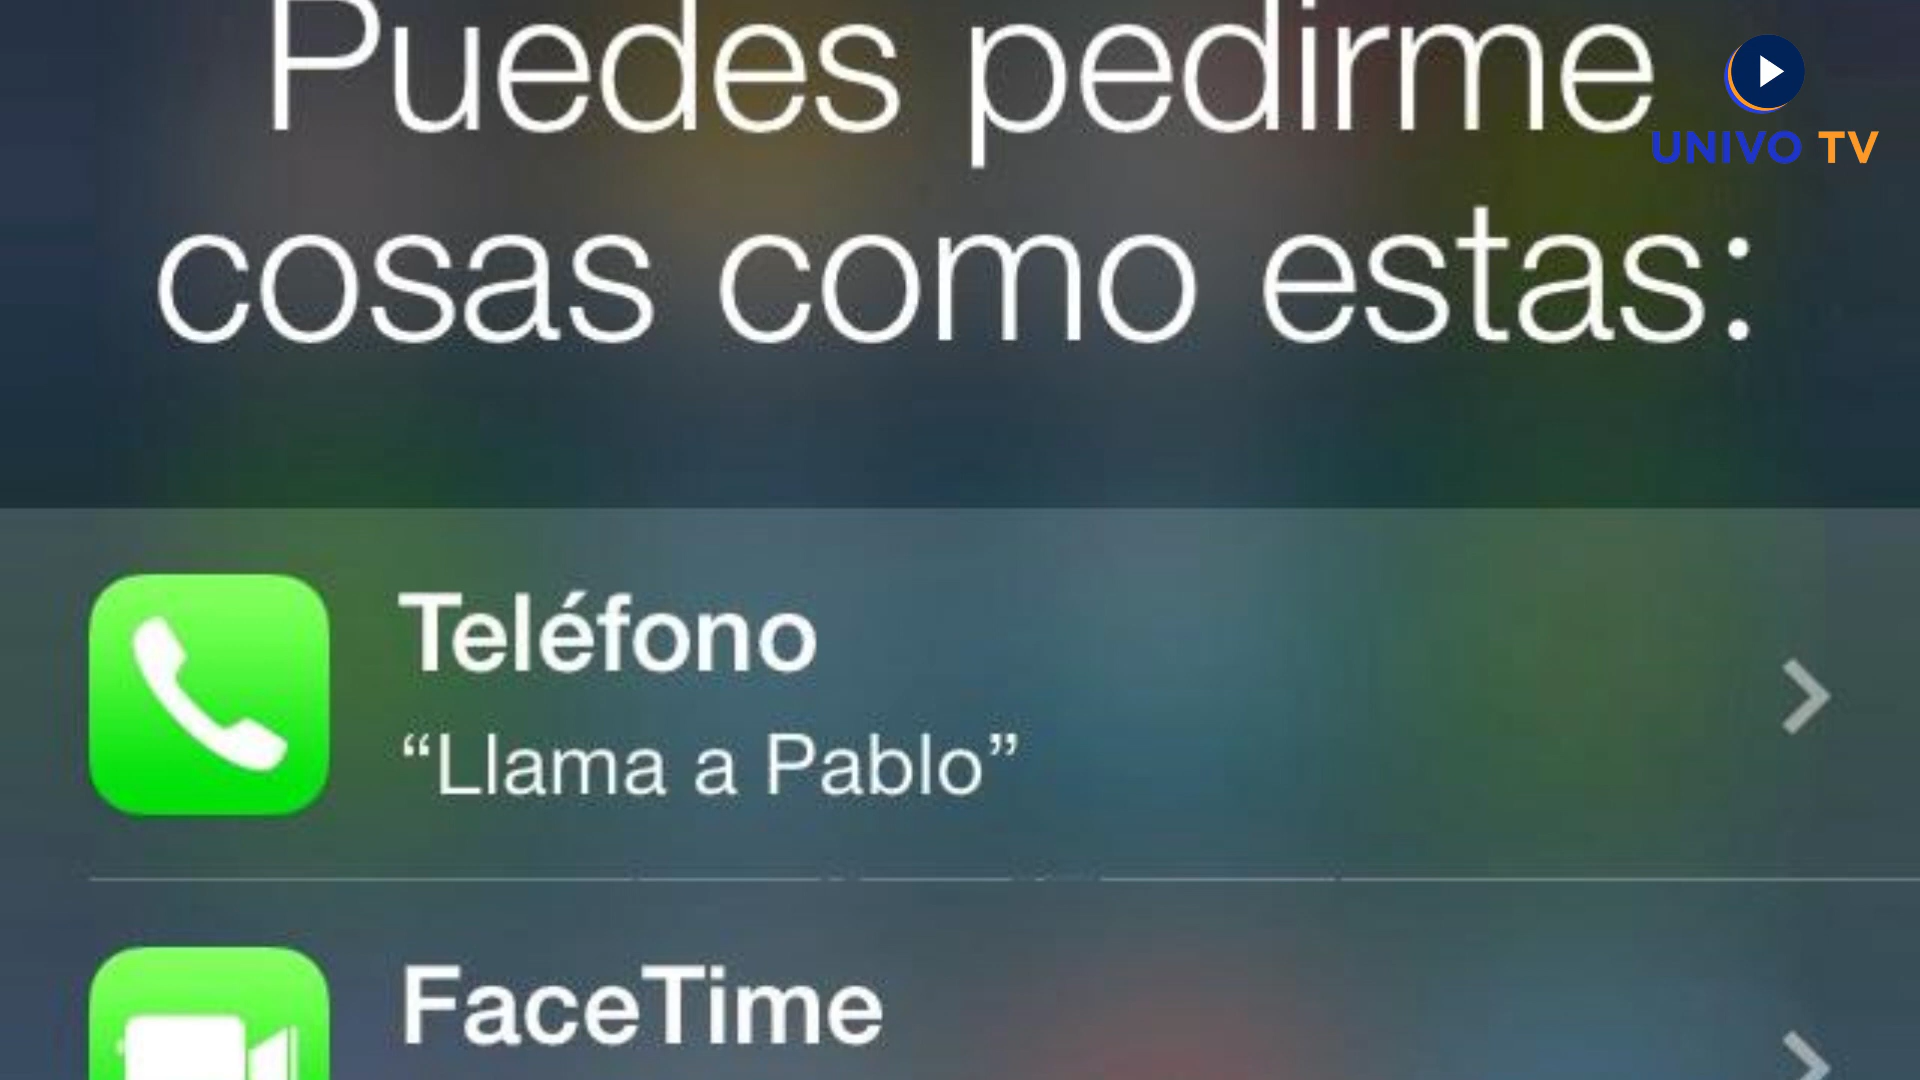 Puedes pedirme
UNIVO TV
cosas como estas:
Teléfono
“Llama a Pablo”
FaceTime